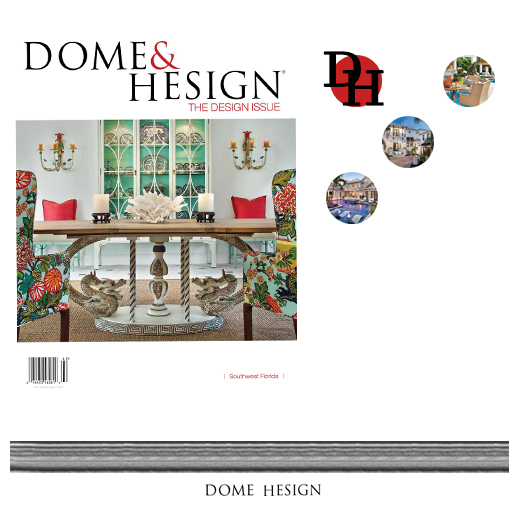 DOME&
HESIGN®
THE DESIGN ISSUE
DH
| Southwest Florida |
DOME HESIGN